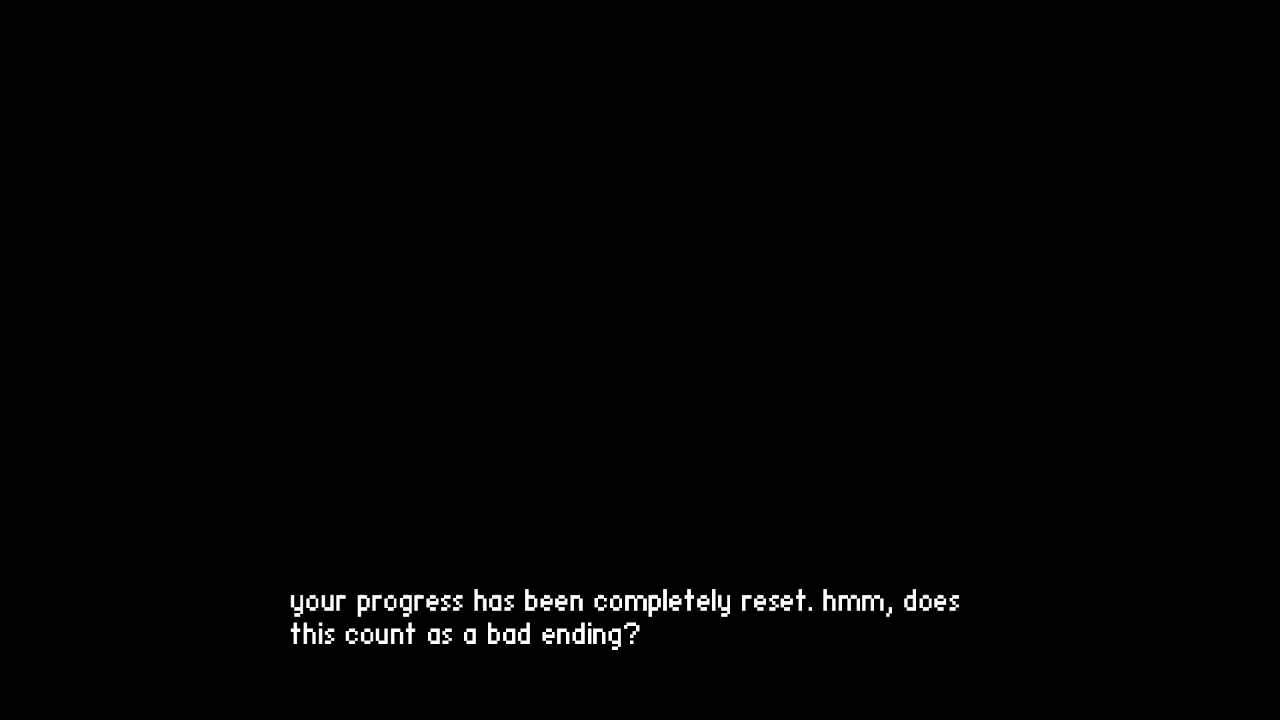 your progress has been completely reset. hmm, does
this count as a bad ending?